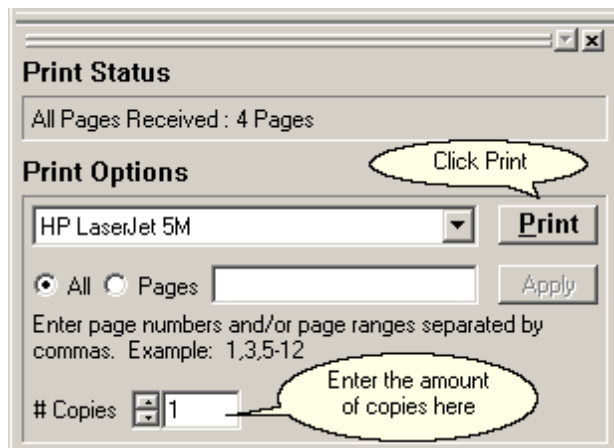 Print Status
All Pages Received : 4 Pages
Click Print
Print Options
HP LaserJet 5M
Print
All Pages
Apply
Enter page numbers and/or page ranges separated by
commas. Example: 1,3,5-12
Enter the amount
of copies here
# Copies 1